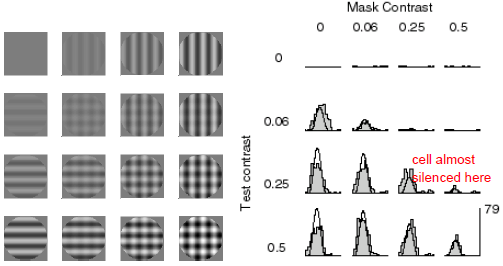 Mask Contrast
0 0.06 0.25 0.5
0
0.06
0.25
0.5
Test contrast
cell almost
silenced here
79